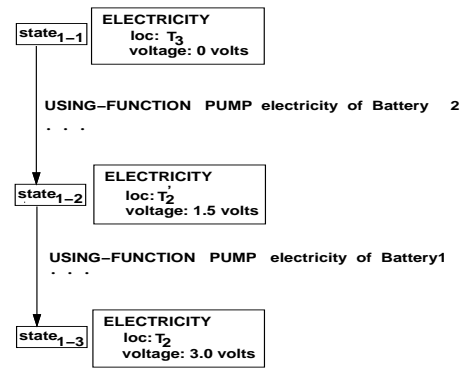 ELECTRICITY
state1–1
loc: T3
voltage: 0 volts
USING–FUNCTION PUMP electricity of Battery 2
. . .
ELECTRICITY
state1–2
loc: T2'
voltage: 1.5 volts
USING–FUNCTION PUMP electricity of Battery1
. . .
ELECTRICITY
state1–3
loc: T2
voltage: 3.0 volts